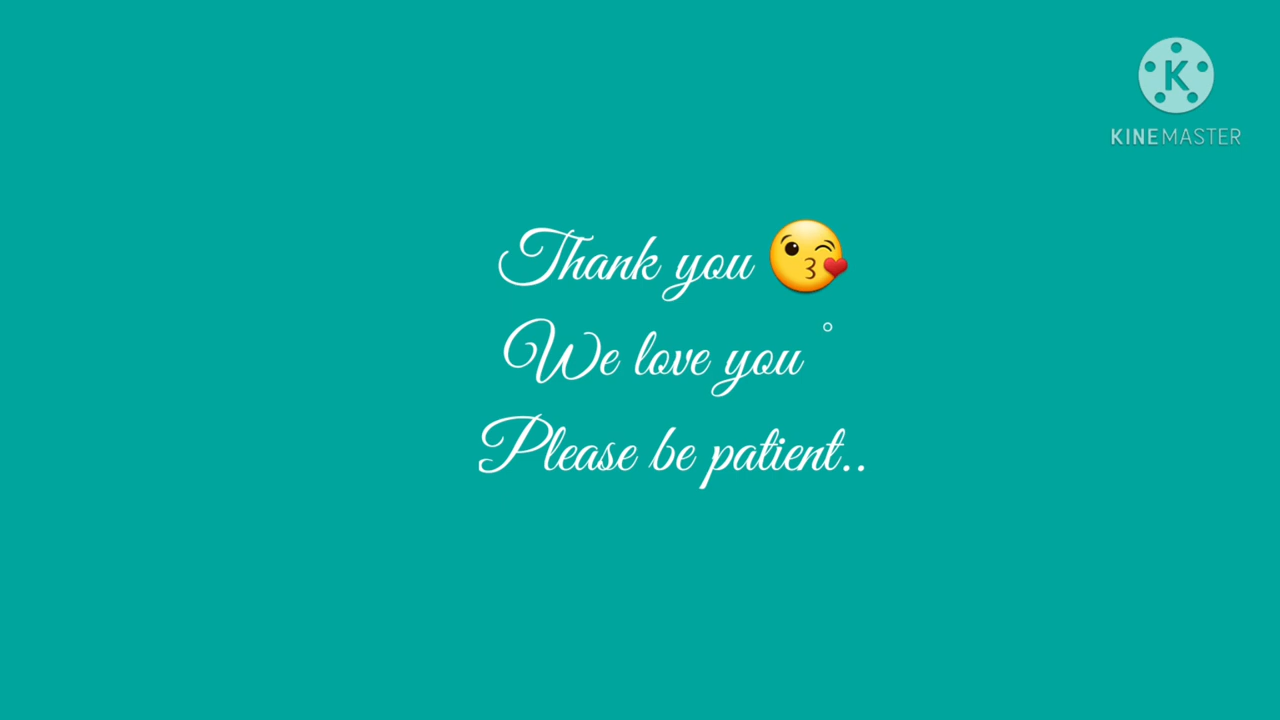 K
KINEMASTER
Thank you 😘
We love you °
Please be patient..